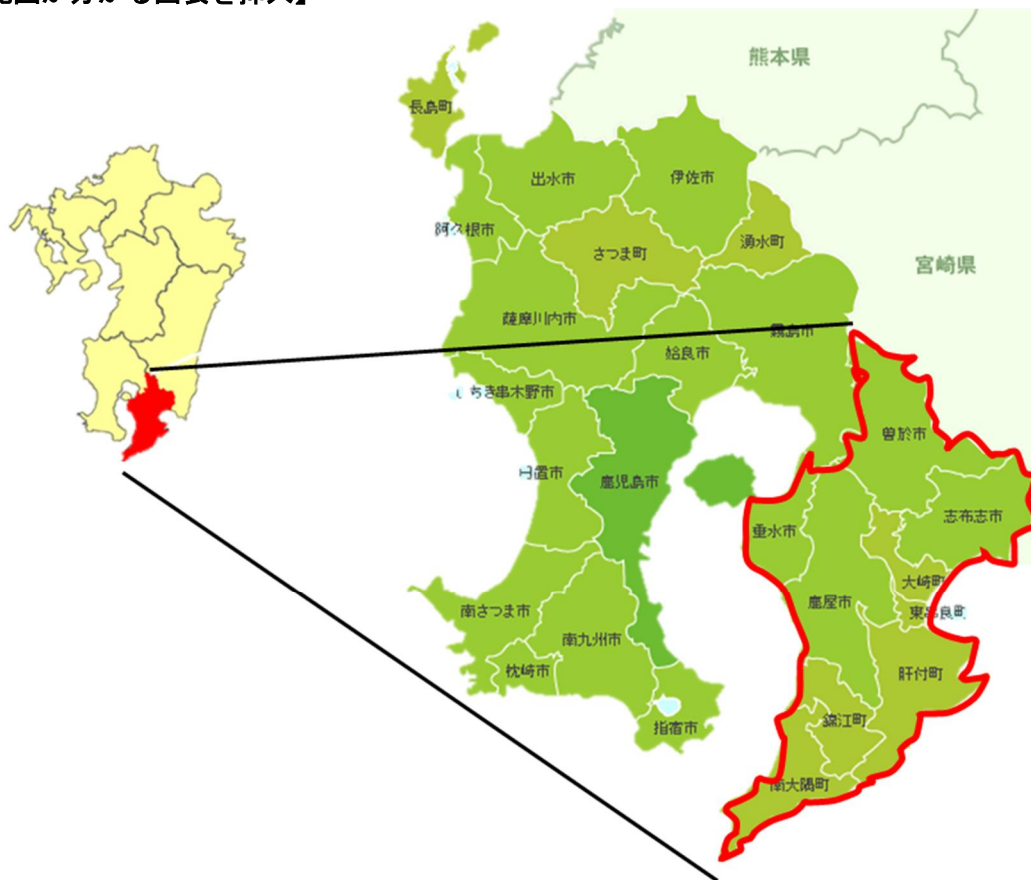 熊本県
長島町
出水市
伊佐市
阿久根市
湧水町
さつま町
宮崎県
薩摩川内市
霧島市
姶良市
いちき串木野市
曽於市
日置市
鹿児島市
志布志市
垂水市
大崎町
鹿屋市
南さつま市
東串良町
南九州市
枕崎市
肝付町
錦江町
指宿市
南大隅町